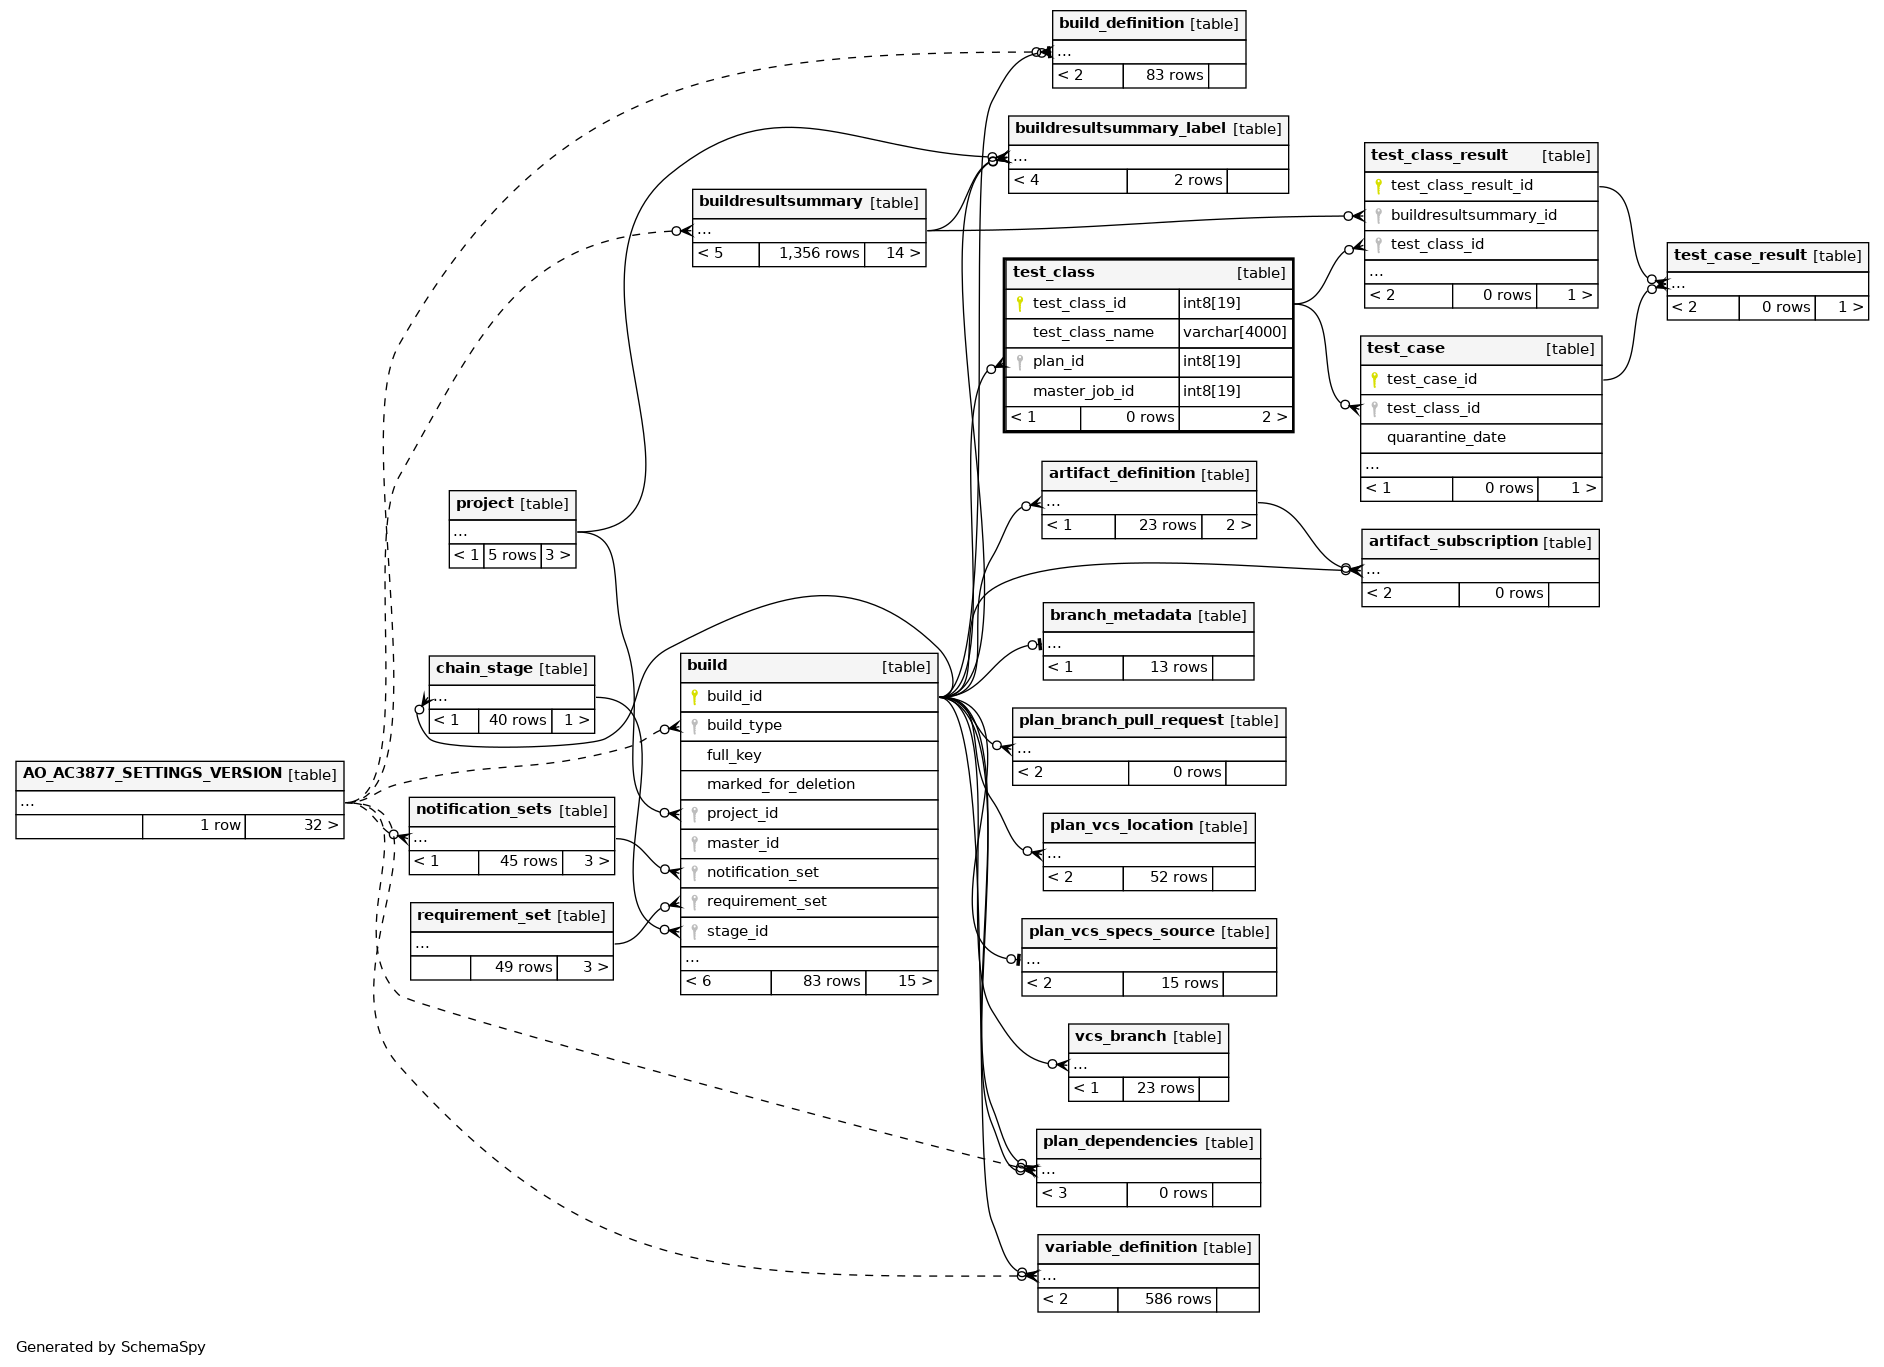 build_definition [table]
...
< 2 83 rows
buildresultsummary_label [table]
...
< 4 2 rows
test_class_result [table]
test_class_result_id
buildresultsummary_id
test_class_id
...
< 2 0 rows 1 >
buildresultsummary [table]
...
< 5 1,356 rows 14 >
test_case_result [table]
...
< 2 0 rows 1 >
test_class [table]
test_class_id int8[19]
test_class_name varchar[4000]
plan_id int8[19]
master_job_id int8[19]
< 1 0 rows 2 >
test_case [table]
test_case_id
test_class_id
quarantine_date
...
< 1 0 rows 1 >
artifact_definition [table]
...
< 1 23 rows 2 >
project [table]
...
< 1 5 rows 3 >
artifact_subscription [table]
...
< 2 0 rows
branch_metadata [table]
...
< 1 13 rows
chain_stage [table]
...
< 1 40 rows 1 >
build [table]
build_id
build_type
full_key
marked_for_deletion
project_id
master_id
notification_set
requirement_set
stage_id
...
< 6 83 rows 15 >
plan_branch_pull_request [table]
...
< 2 0 rows
AO_AC3877_SETTINGS_VERSION [table]
...
1 row 32 >
notification_sets [table]
...
< 1 45 rows 3 >
plan_vcs_location [table]
...
< 2 52 rows
requirement_set [table]
...
49 rows 3 >
plan_vcs_specs_source [table]
...
< 2 15 rows
vcs_branch [table]
...
< 1 23 rows
plan_dependencies [table]
...
< 3 0 rows
variable_definition [table]
...
< 2 586 rows
Generated by SchemaSpy